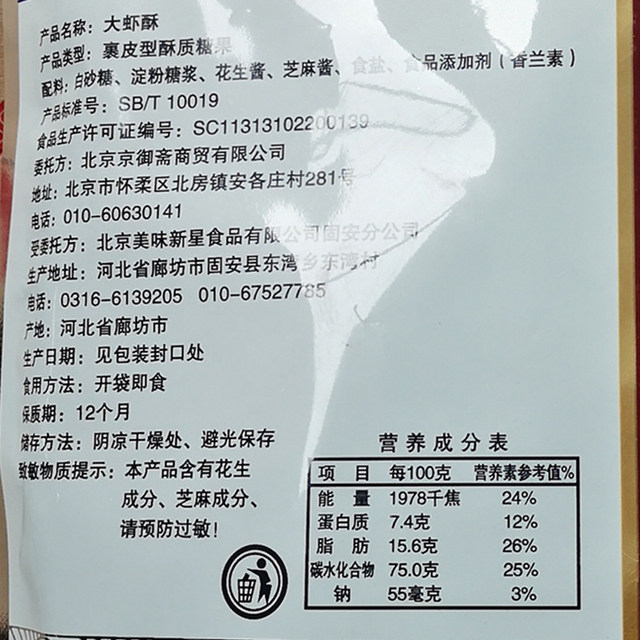 产品名称：大虾酥
产品类型：裹皮型酥质糖果
配料：白砂糖、淀粉糖浆、花生酱、芝麻酱、食盐、食品添加剂（香兰素）
产品标准号：SB/T 10019
食品生产许可证编号：SC11313102200139
委托方：北京京御斋商贸有限公司
地址：北京市怀柔区北房镇安各庄村281号
电话：010-60630141
受委托方：北京美味新星食品有限公司固安分公司
生产地址：河北省廊坊市固安县东湾乡东湾村
电话：0316-6139205 010-67527785
产地：河北省廊坊市
生产日期：见包装封口处
食用方法：开袋即食
保质期：12个月
储存方法：阴凉干燥处、避光保存
致敏物质提示：本产品含有花生
成分、芝麻成分、
请预防过敏！
营养成分表
项 目 每100克 营养素参考值%
能 量 1978千焦 24%
蛋白质 7.4克 12%
脂 肪 15.6克 26%
碳水化合物 75.0克 25%
钠 55毫克 3%